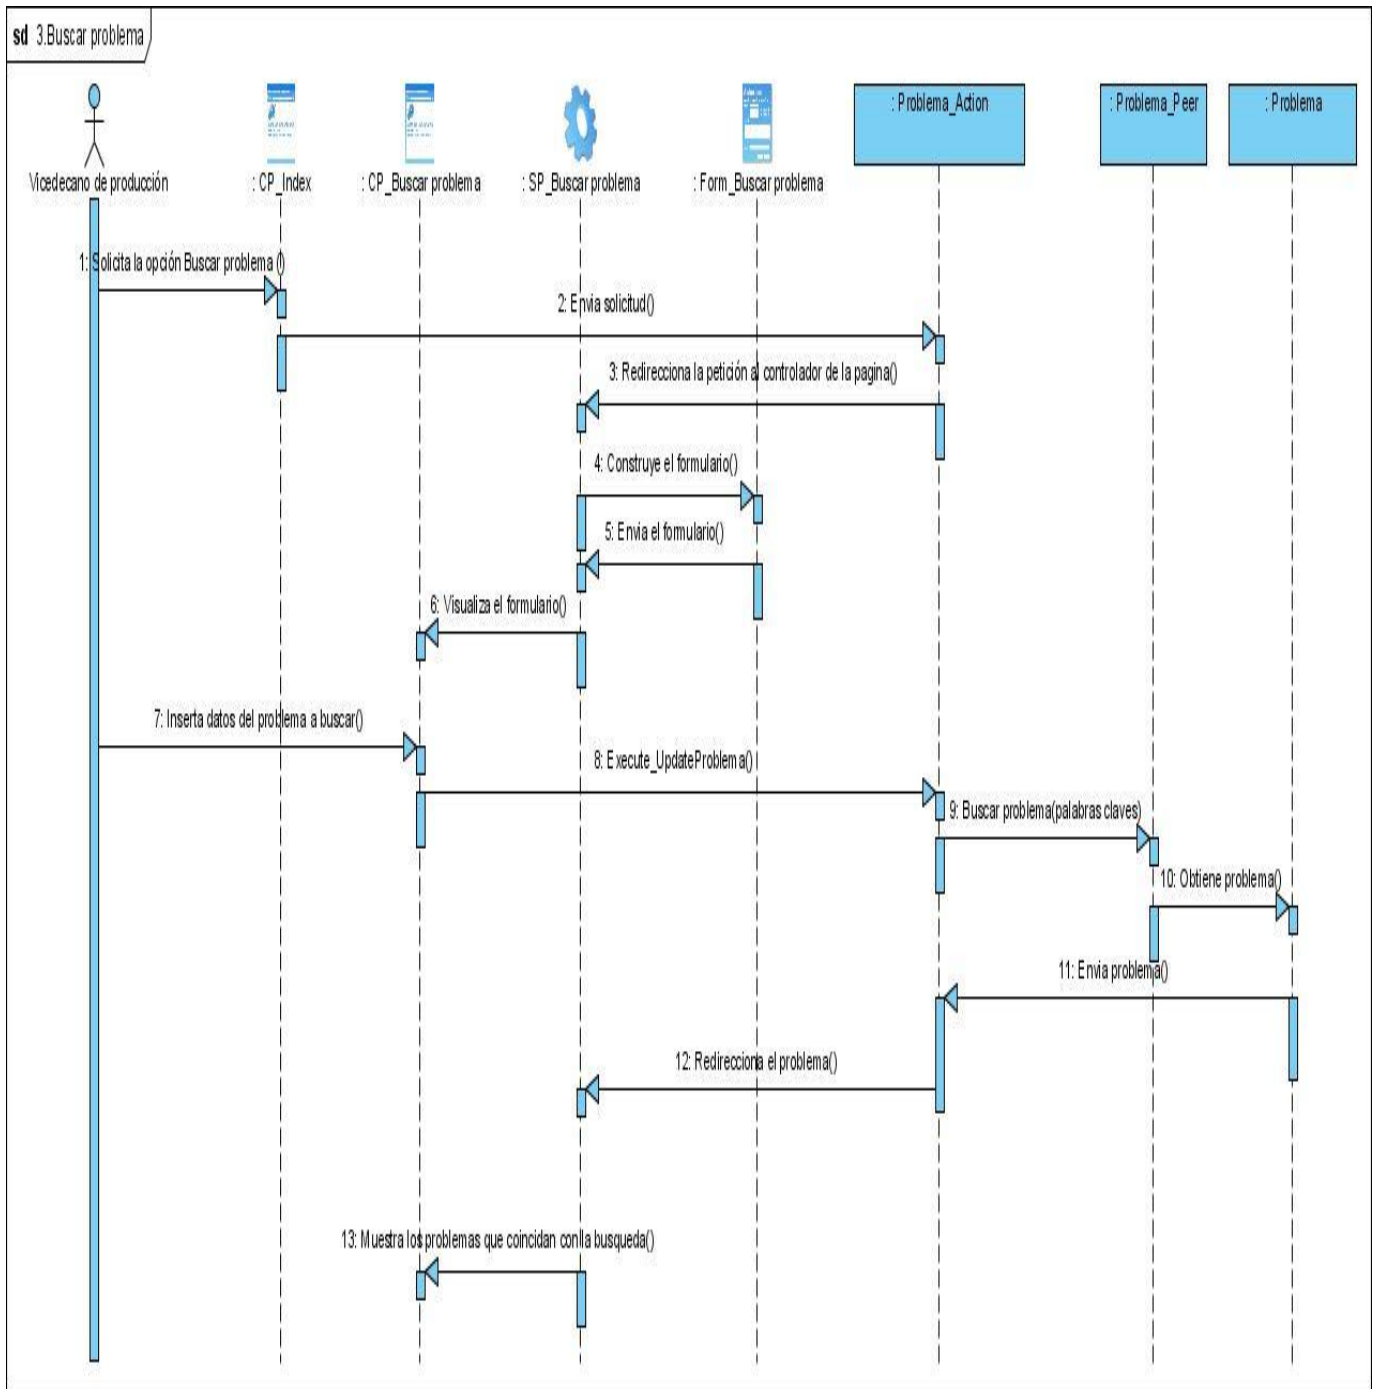 sd 3.Buscar problema
: Problema_Action
: Problema_Peer
: Problema
Vicedecano de producción
: CP_Index
: CP_Buscar problema
: SP_Buscar problema
: Form_Buscar problema
1: Solicita la opción Buscar problema ()
2: Envia solicitud()
3: Redirecciona la petición al controlador de la pagina()
4: Construye el formulario()
5: Envia el formulario()
6: Visualiza el formulario()
7: Inserta datos del problema a buscar()
8: Execute_UpdateProblema()
9: Buscar problema(palabras claves)
10: Obtiene problema()
11: Envia problema()
12: Redirecciona el problema()
13: Muestra los problemas que coincidan con la busqueda()